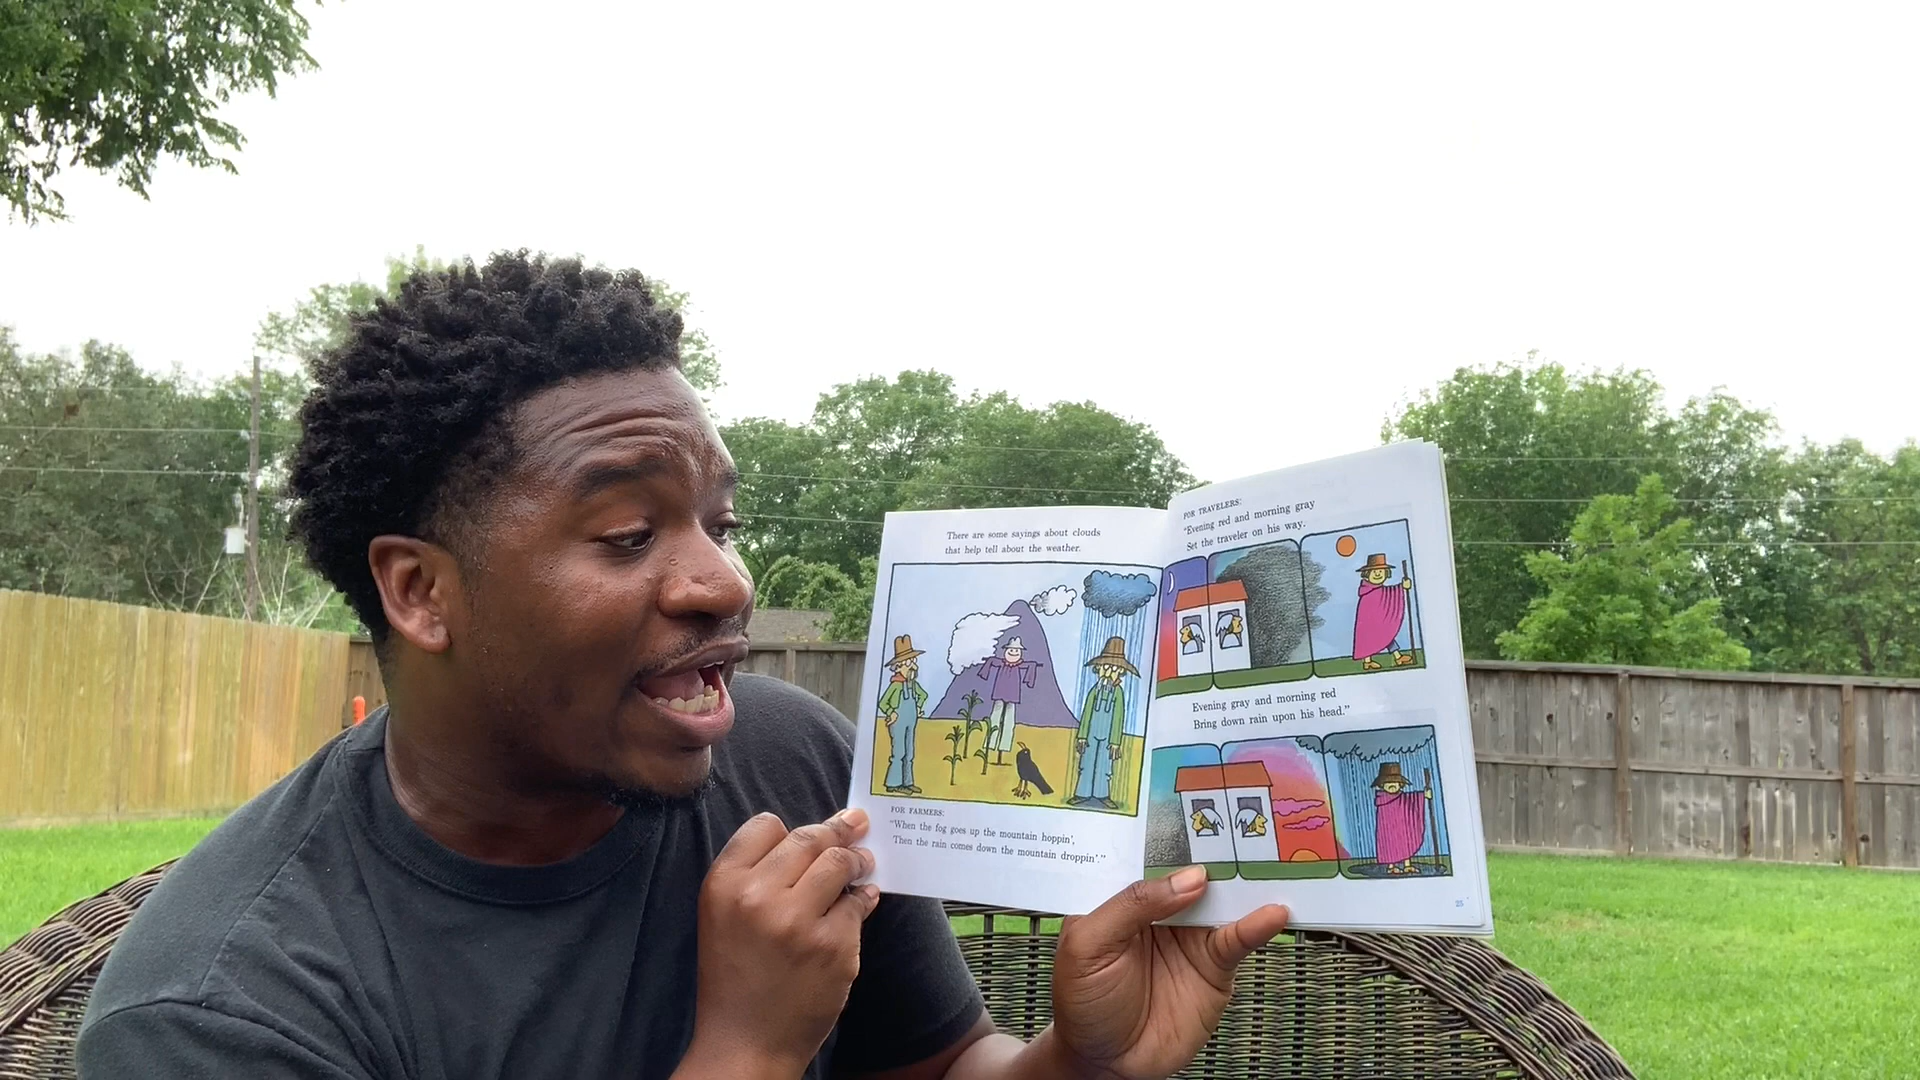 There are some sayings about clouds
that help tell about the weather.
FOR FARMERS:
"When the fog goes up the mountain hoppin',
Then the rain comes down the mountain droppin'."
FOR TRAVELERS:
"Evening red and morning gray
Set the traveler on his way.
Evening gray and morning red
Bring down rain upon his head."
25